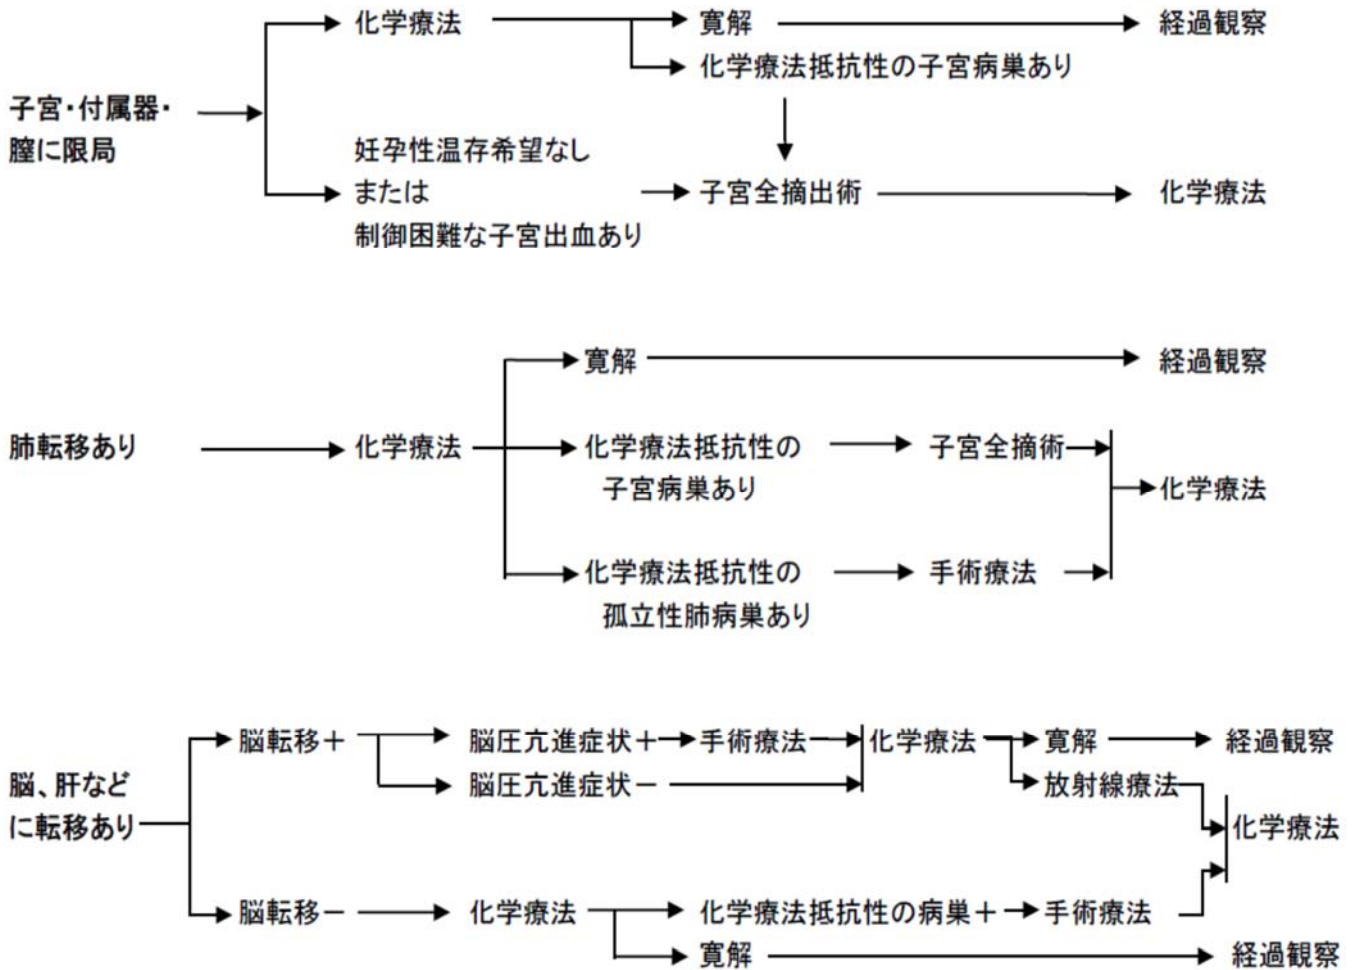 化学療法
寛解
経過観察
化学療法抵抗性の子宮病巣あり
子宮・付属器・
膣に限局
妊孕性温存希望なし
または
制御困難な子宮出血あり
子宮全摘出術
化学療法
寛解
経過観察
肺転移あり
化学療法
化学療法抵抗性の
子宮病巣あり
子宮全摘術
化学療法
化学療法抵抗性の
孤立性肺病巣あり
手術療法
脳、肝など
に転移あり
脳転移+
脳圧亢進症状+
手術療法
化学療法
寛解
経過観察
脳圧亢進症状-
放射線療法
化学療法
脳転移-
化学療法
化学療法抵抗性の病巣+
手術療法
寛解
経過観察